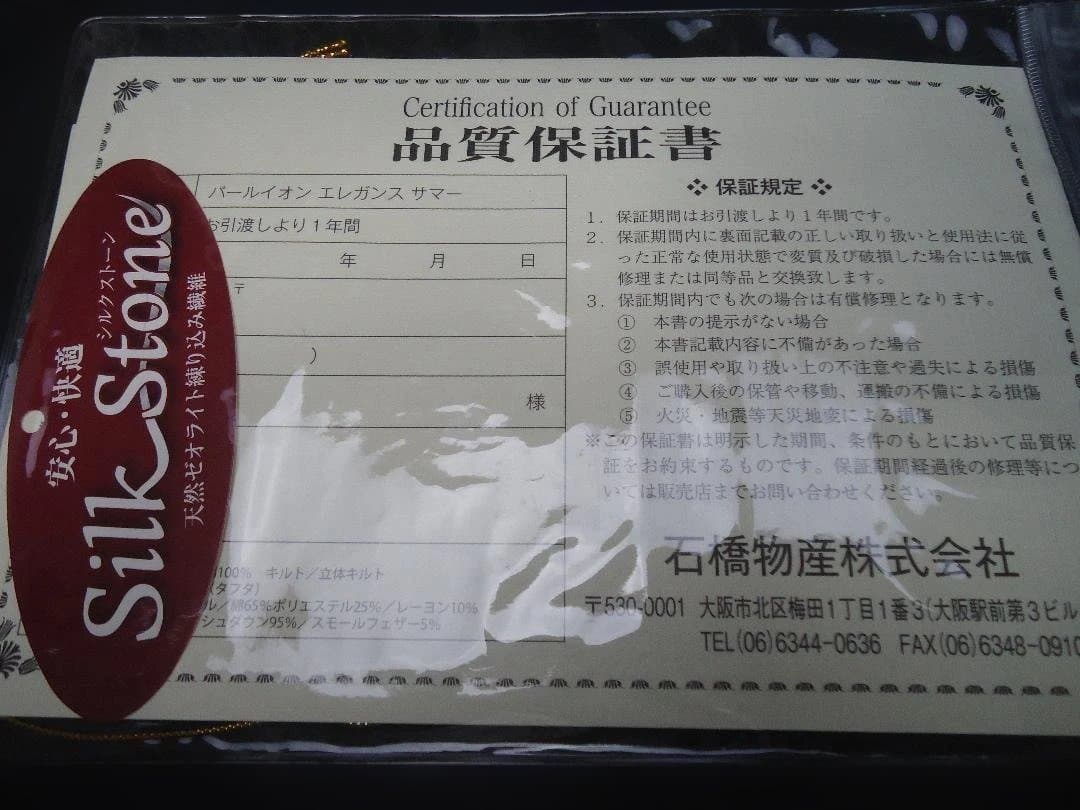 Certification of Guarantee
品質保証書
パールイオン エレガンス サマー
お引渡しより1年間
年 月 日
〒
)
様
100% キルト/立体キルト
(タフタ)
ル/綿65%ポリエステル25%/レーヨン10%
シュダウン95%/スモールフェザー5%
保証規定
1. 保証期間はお引渡しより1年間です。
2. 保証期間内に裏面記載の正しい取り扱いと使用法に従
った正常な使用状態で変質及び破損した場合には無償
修理または同等品と交換致します。
3. 保証期間内でも次の場合は有償修理となります。
① 本書の提示がない場合
② 本書記載内容に不備があった場合
③ 誤使用や取り扱い上の不注意や過失による損傷
④ ご購入後の保管や移動、運搬の不備による損傷
⑤ 火災・地震等天災地変による損傷
※この保証書は明示した期間、条件のもとにおいて品質保
証をお約束するものです。保証期間経過後の修理等につ
いては販売店までお問い合わせください。
石橋物産株式会社
〒530-0001 大阪市北区梅田1丁目1番3(大阪駅前第3ビル
TEL(06)6344-0636 FAX(06)6348-0910
安心・快適
Silk Stone
シルクストーン
天然ゼオライト練り込み繊維